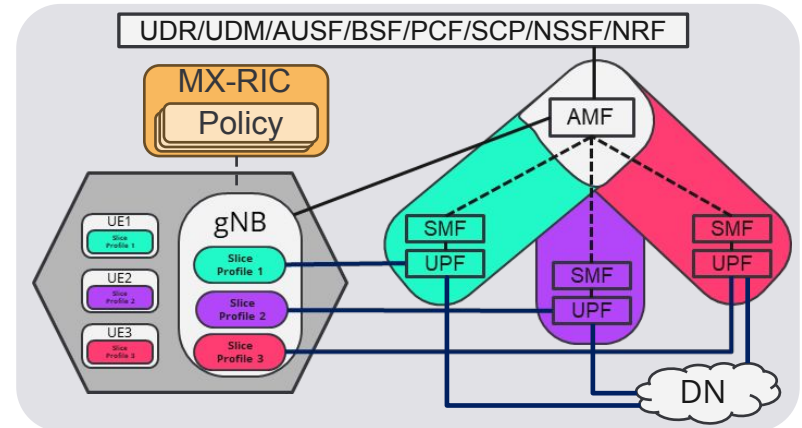 UDR/UDM/AUSF/BSF/PCF/SCP/NSSF/NRF
MX-RIC
Policy
AMF
UE1
Slice
Profile 1
UE2
Slice
Profile 2
UE3
Slice
Profile 3
gNB
Slice
Profile 1
Slice
Profile 2
Slice
Profile 3
SMF
UPF
SMF
UPF
SMF
UPF
DN